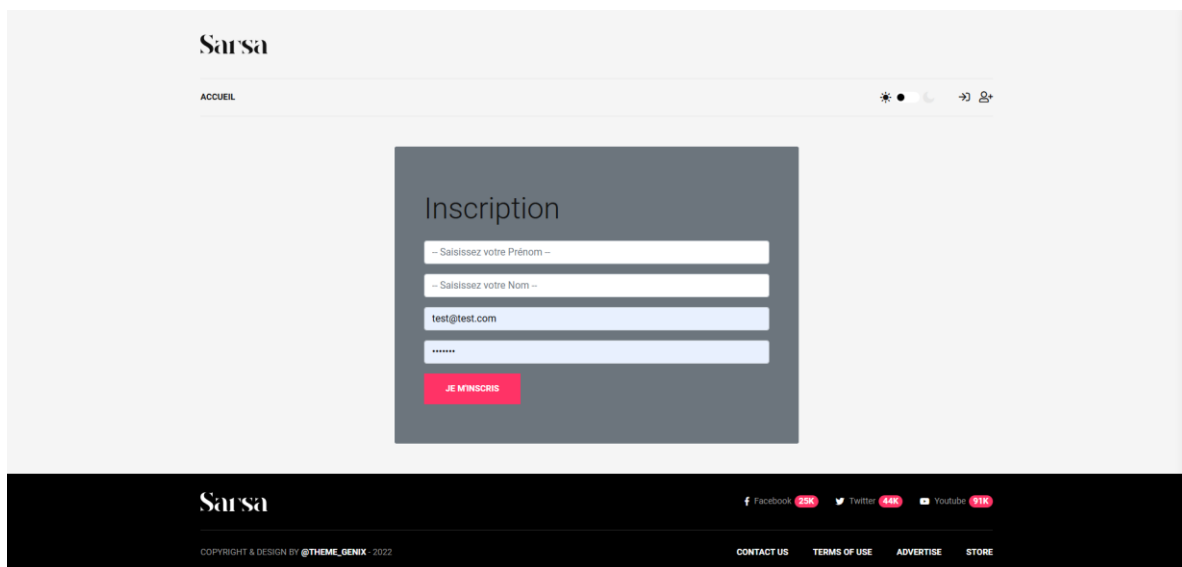 Sarsa
ACCUEIL
Inscription
-- Saisissez votre Prénom --
-- Saisissez votre Nom --
test@test.com
•••••••
JE M'INSCRIS
Sarsa
Facebook 25K Twitter 44K Youtube 91K
COPYRIGHT & DESIGN BY @THEME_GENIX - 2022
CONTACT US TERMS OF USE ADVERTISE STORE